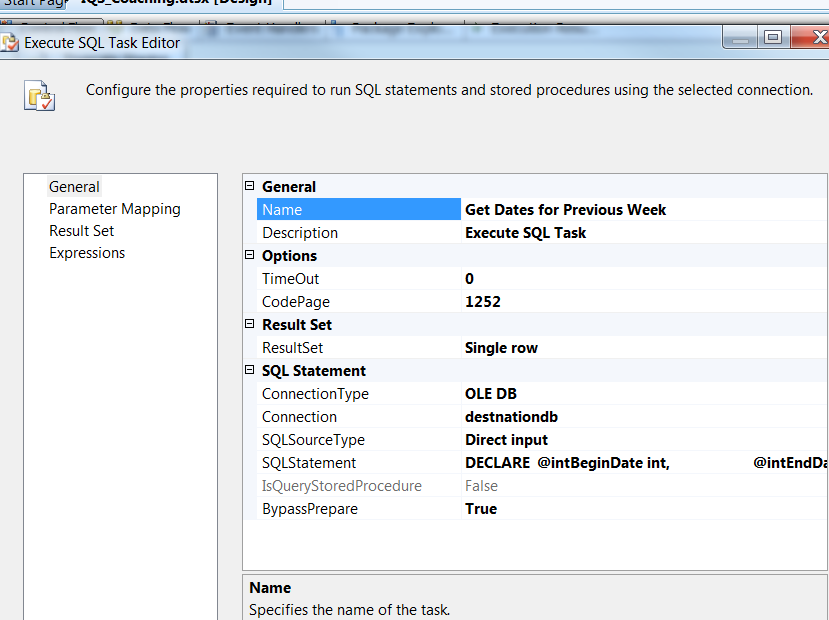 Start Pag IQS_Coaching.dtsx [Design]
Execute SQL Task Editor
Configure the properties required to run SQL statements and stored procedures using the selected connection.
General
Parameter Mapping
Result Set
Expressions
General
Name Get Dates for Previous Week
Description Execute SQL Task
Options
TimeOut 0
CodePage 1252
Result Set
ResultSet Single row
SQL Statement
ConnectionType OLE DB
Connection destnationdb
SQLSourceType Direct input
SQLStatement DECLARE @intBeginDate int, @intEndDa
IsQueryStoredProcedure False
BypassPrepare True
Name
Specifies the name of the task.